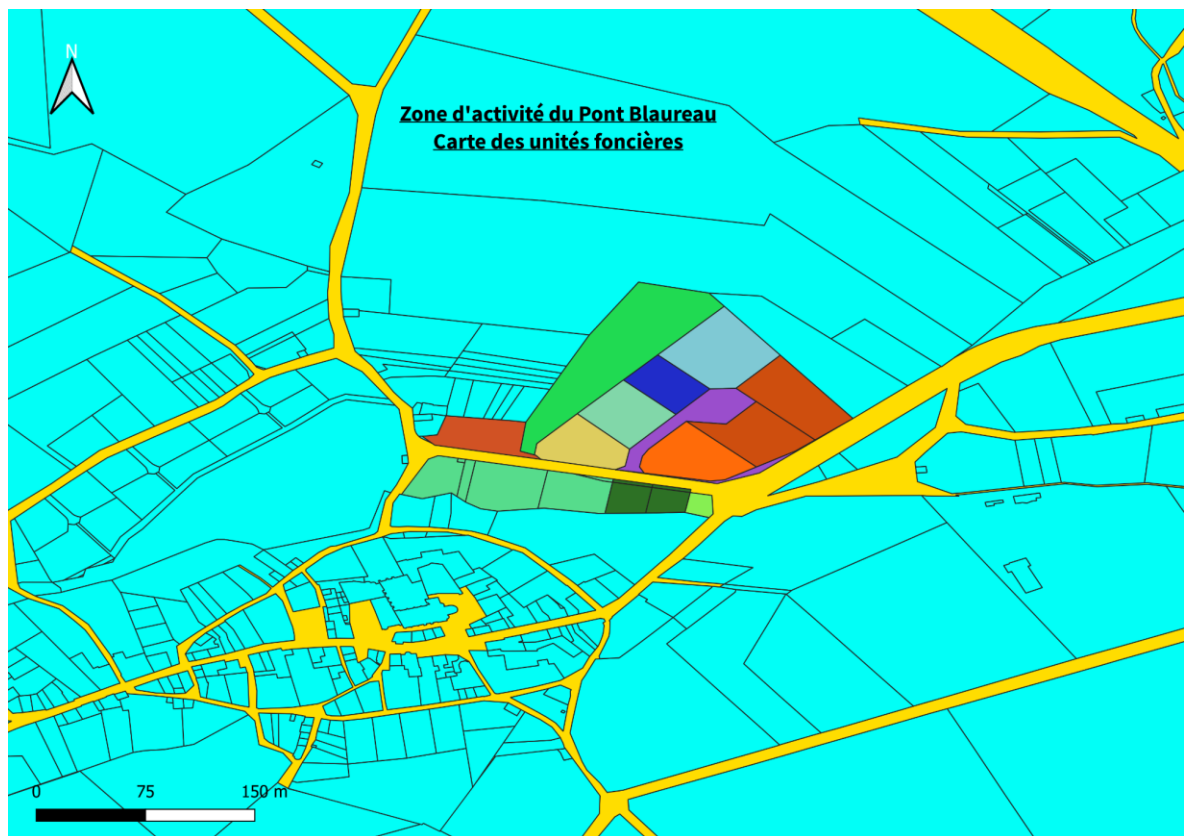 N
Zone d'activité du Pont Blaureau
Carte des unités foncières
0 75 150 m